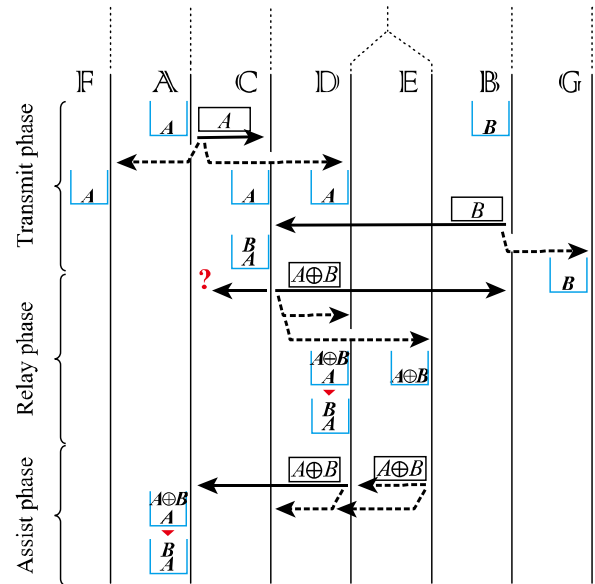 F A C D E B G
Transmit phase
A A B
A A A
B
B
A
B
? A⊕B
Relay phase
A⊕B
A A⊕B
B
A
Assist phase
A⊕B A⊕B
A⊕B
A
B
A